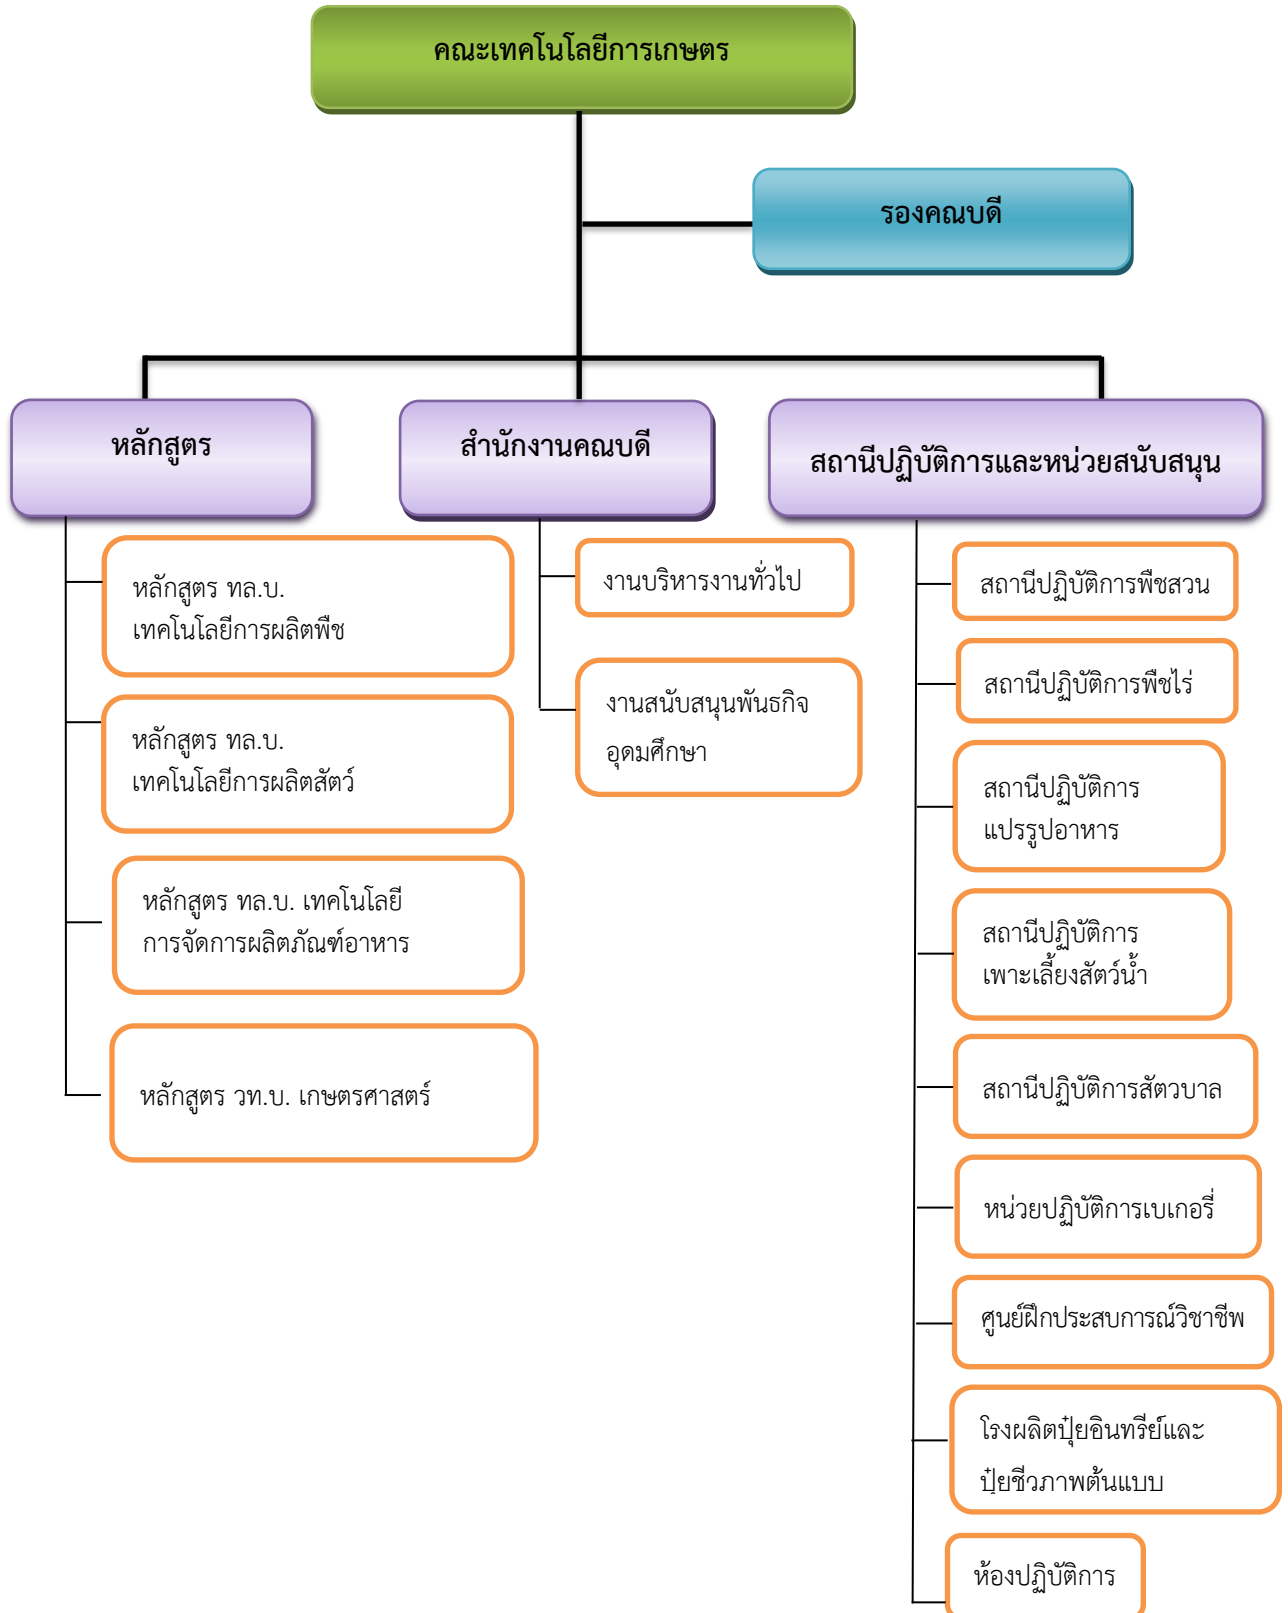 คณะเทคโนโลยีการเกษตร
รองคณบดี
หลักสูตร
สำนักงานคณบดี
สถานีปฏิบัติการและหน่วยสนับสนุน
หลักสูตร ทล.บ.
เทคโนโลยีการผลิตพืช
หลักสูตร ทล.บ.
เทคโนโลยีการผลิตสัตว์
หลักสูตร ทล.บ. เทคโนโลยี
การจัดการผลิตภัณฑ์อาหาร
หลักสูตร วท.บ. เกษตรศาสตร์
งานบริหารงานทั่วไป
งานสนับสนุนพันธกิจ
อุดมศึกษา
สถานีปฏิบัติการพืชสวน
สถานีปฏิบัติการพืชไร่
สถานีปฏิบัติการ
แปรรูปอาหาร
สถานีปฏิบัติการ
เพาะเลี้ยงสัตว์น้ำ
สถานีปฏิบัติการสัตวบาล
หน่วยปฏิบัติการเบเกอรี่
ศูนย์ฝึกประสบการณ์วิชาชีพ
โรงผลิตปุ๋ยอินทรีย์และ
ปุ๋ยชีวภาพต้นแบบ
ห้องปฏิบัติการ